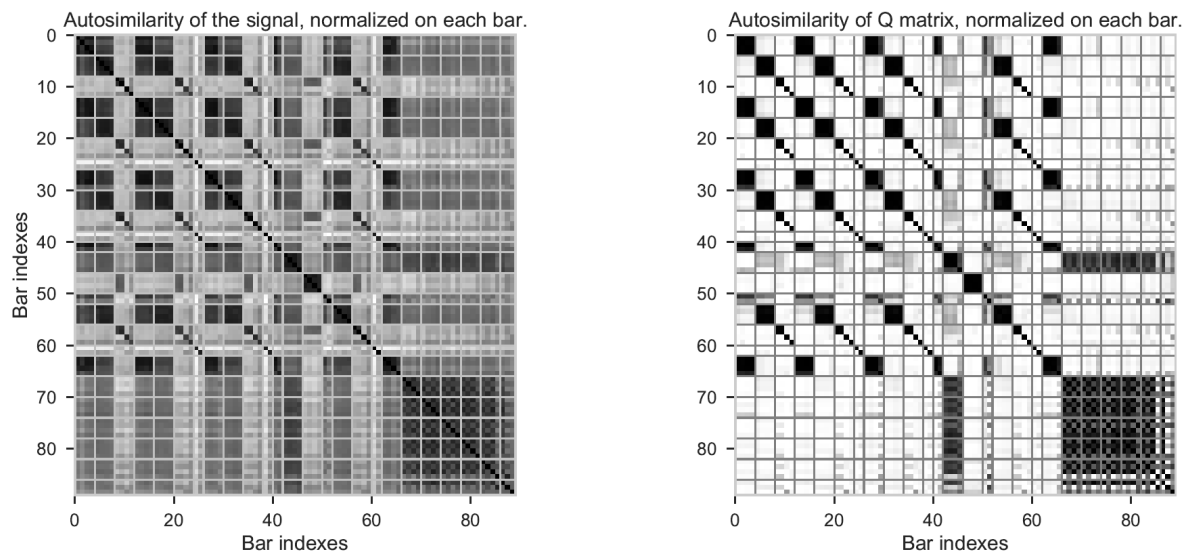 Autosimilarity of the signal, normalized on each bar.
0
10
20
30
40
50
60
70
80
Bar indexes
0 20 40 60 80
Bar indexes
Autosimilarity of Q matrix, normalized on each bar.
0
10
20
30
40
50
60
70
80
0 20 40 60 80
Bar indexes